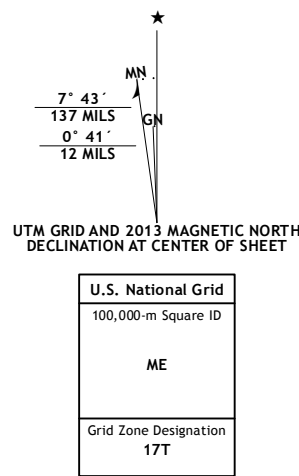 ★
MN
GN
7° 43´
137 MILS
0° 41´
12 MILS
UTM GRID AND 2013 MAGNETIC NORTH
DECLINATION AT CENTER OF SHEET
U.S. National Grid
100,000-m Square ID
ME
Grid Zone Designation
17T